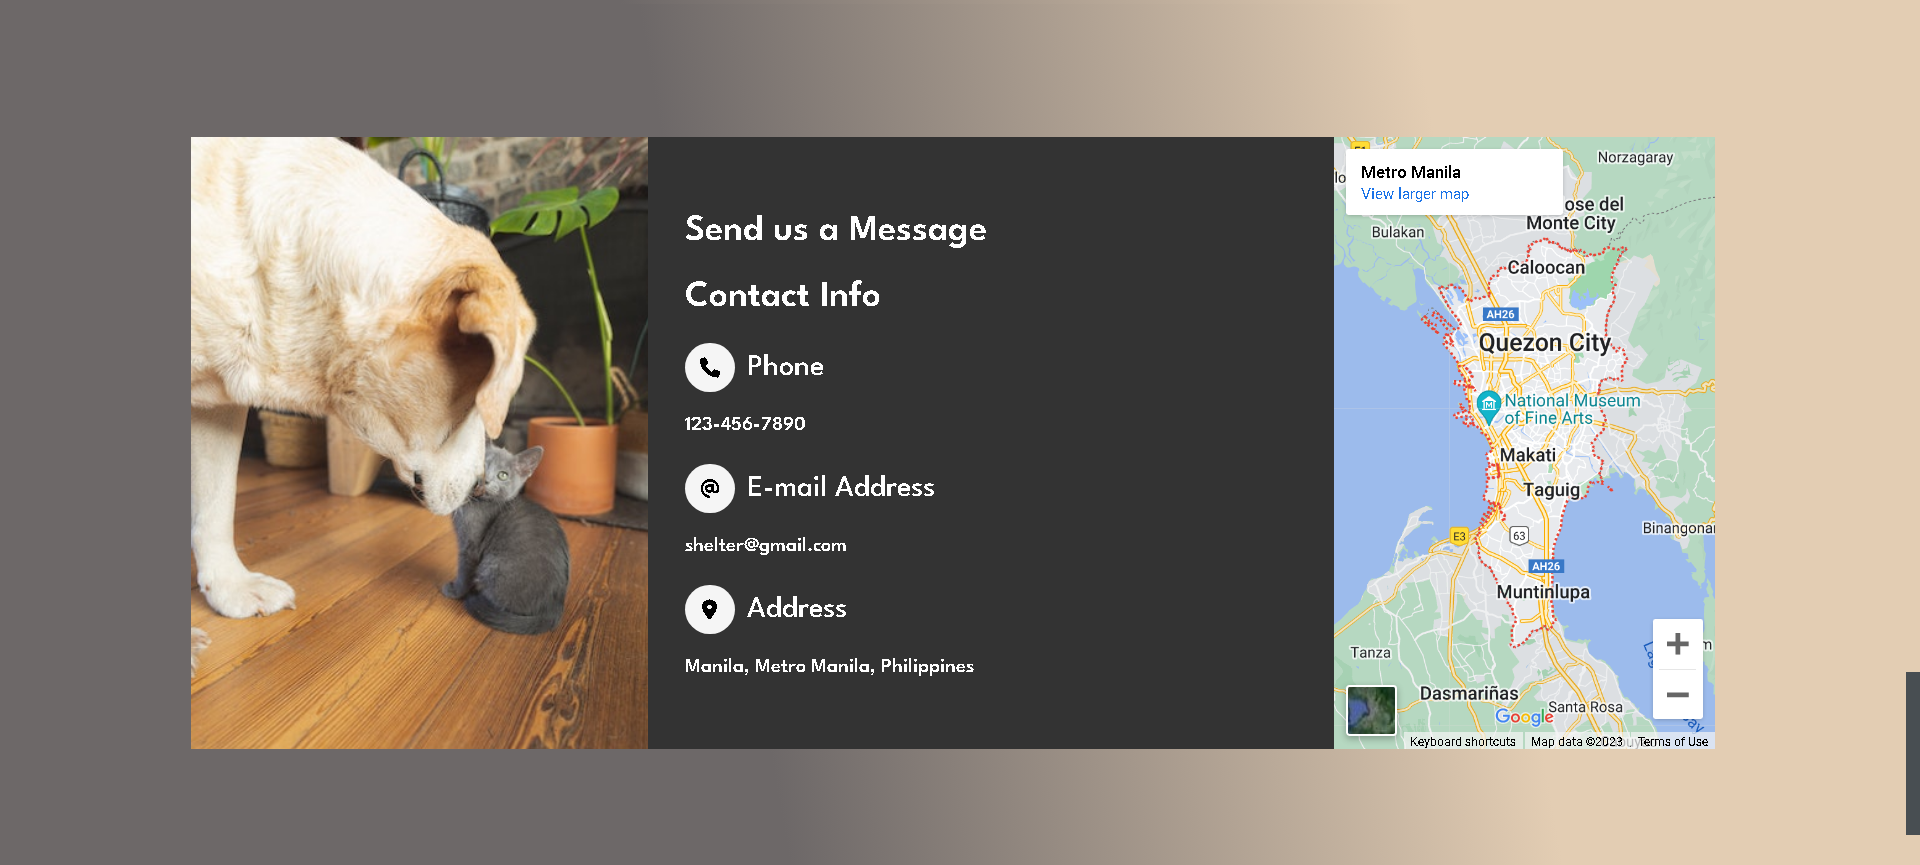 Send us a Message
Contact Info
Phone
123-456-7890
E-mail Address
shelter@gmail.com
Address
Manila, Metro Manila, Philippines
Metro Manila
View larger map
Norzagaray
ose del
Monte City
Bulakan
Caloocan
AH26
Quezon City
National Museum
of Fine Arts
Makati
Taguig
Binangona
E3
63
AH26
Muntinlupa
Tanza
Dasmariñas
Santa Rosa
Google
Keyboard shortcuts
Map data ©2023
Terms of Use